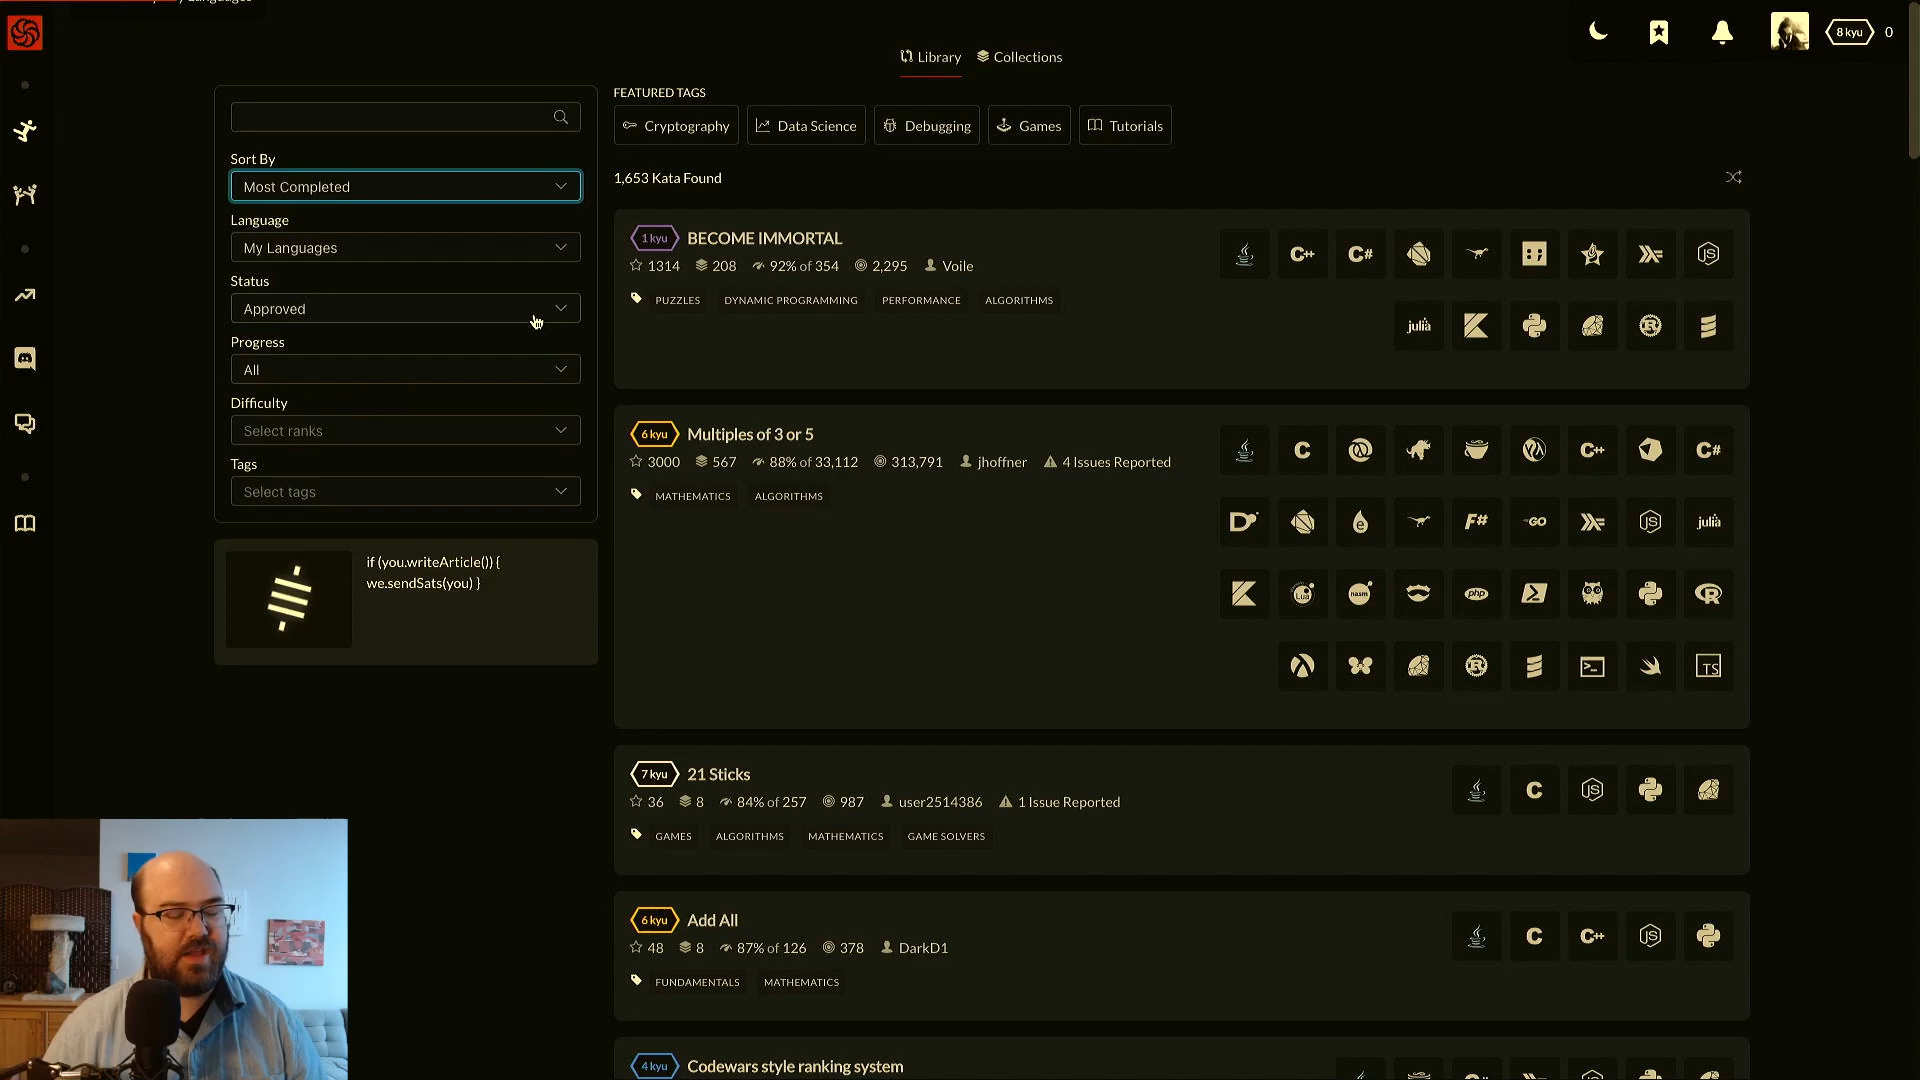 Library
Collections
8 kyu
0
Sort By
Most Completed
Language
My Languages
Status
Approved
Progress
All
Difficulty
Select ranks
Tags
Select tags
if (you.writeArticle()) {
we.sendSats(you) }
FEATURED TAGS
Cryptography
Data Science
Debugging
Games
Tutorials
1,653 Kata Found
1 kyu
BECOME IMMORTAL
1314 208 92% of 354 2,295 Voile
PUZZLES DYNAMIC PROGRAMMING PERFORMANCE ALGORITHMS
C++ C#
JS
julia
6 kyu
Multiples of 3 or 5
3000 567 88% of 33,112 313,791 jhoffner 4 Issues Reported
MATHEMATICS ALGORITHMS
C C++ C#
D e F# GO JS julia
Lua nasm php R
TS
7 kyu
21 Sticks
36 8 84% of 257 987 user2514386 1 Issue Reported
GAMES ALGORITHMS MATHEMATICS GAME SOLVERS
C JS
6 kyu
Add All
48 8 87% of 126 378 DarkD1
FUNDAMENTALS MATHEMATICS
C C++ JS
4 kyu
Codewars style ranking system